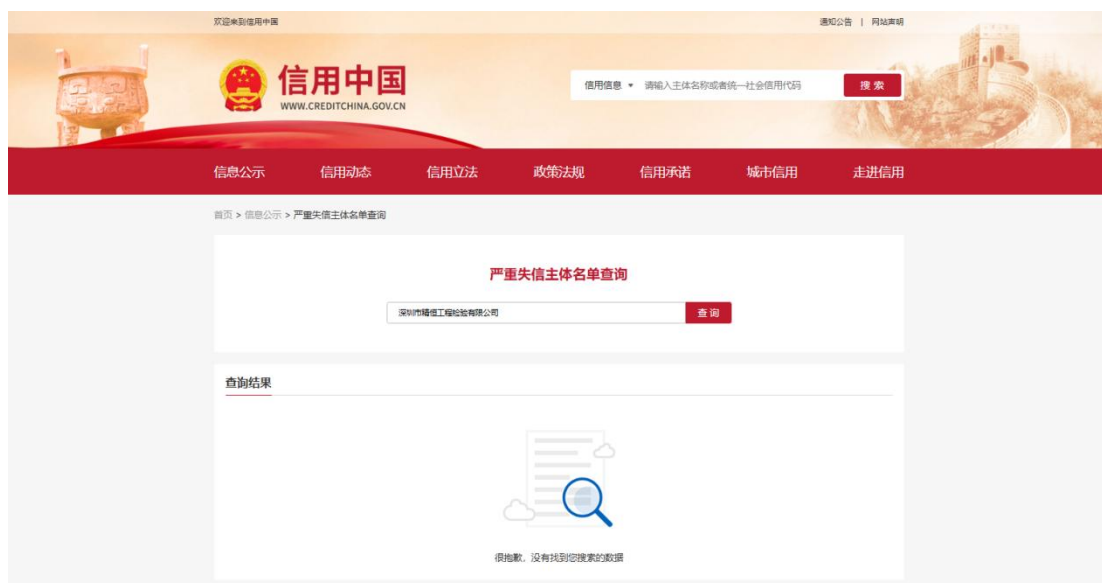 欢迎来到信用中国
通知公告 | 网站声明
信用中国
WWW.CREDITCHINA.GOV.CN
信用信息 请输入主体名称或者统一社会信用代码 搜索
信息公示 信用动态 信用立法 政策法规 信用承诺 城市信用 走进信用
首页 > 信息公示 > 严重失信主体名单查询
严重失信主体名单查询
深圳市精恒工程检验有限公司 查询
查询结果
很抱歉，没有找到您搜索的数据